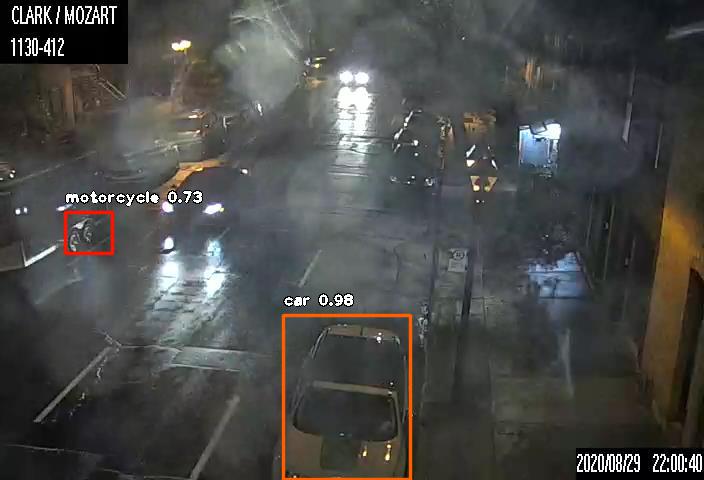 CLARK / MOZART
1130-412
motorcycle 0.73
car 0.98
2020/08/29 22:00:40